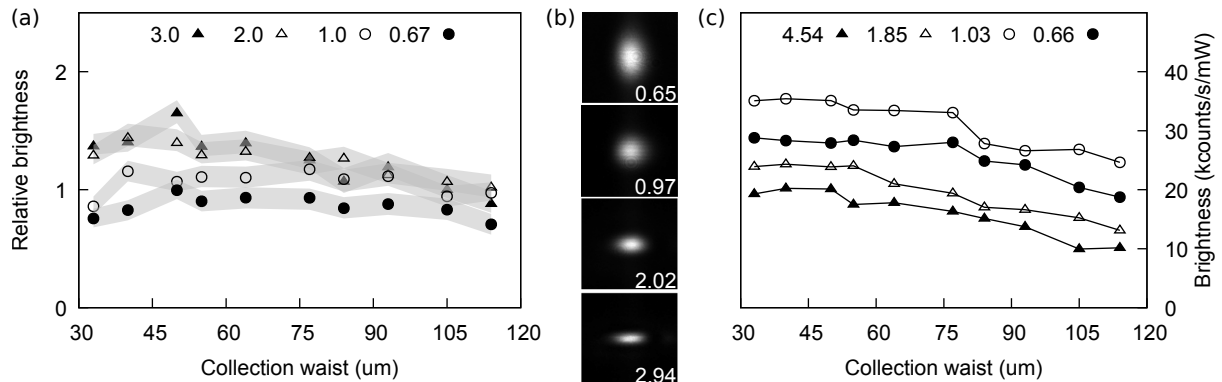 (a)
3.0 2.0 1.0 0.67
2
1
0
Relative brightness
30 45 60 75 90 105 120
Collection waist (um)
(b)
0.65
0.97
2.02
2.94
(c)
4.54 1.85 1.03 0.66
40
30
20
10
0
Brightness (kcounts/s/mW)
30 45 60 75 90 105 120
Collection waist (um)